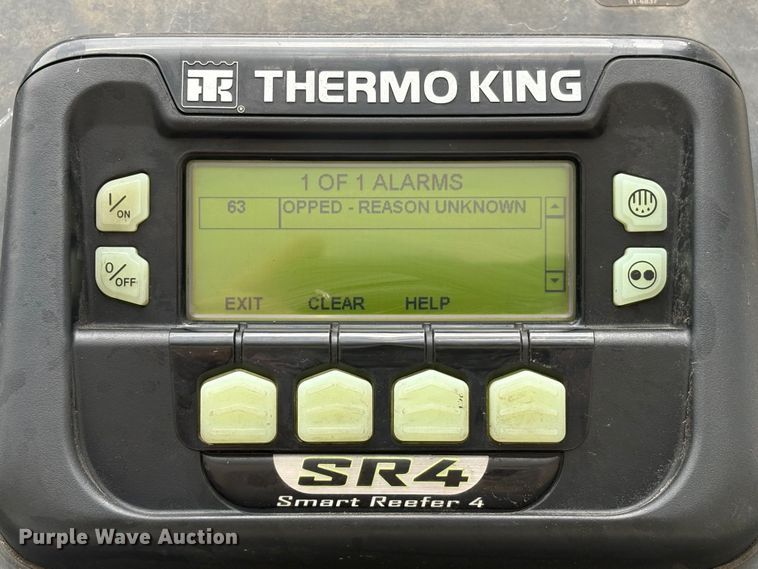 THERMO KING
1 OF 1 ALARMS
63 OPPED - REASON UNKNOWN
I/ON
0/OFF
EXIT CLEAR HELP
SR4
Smart Reefer 4
Purple Wave Auction